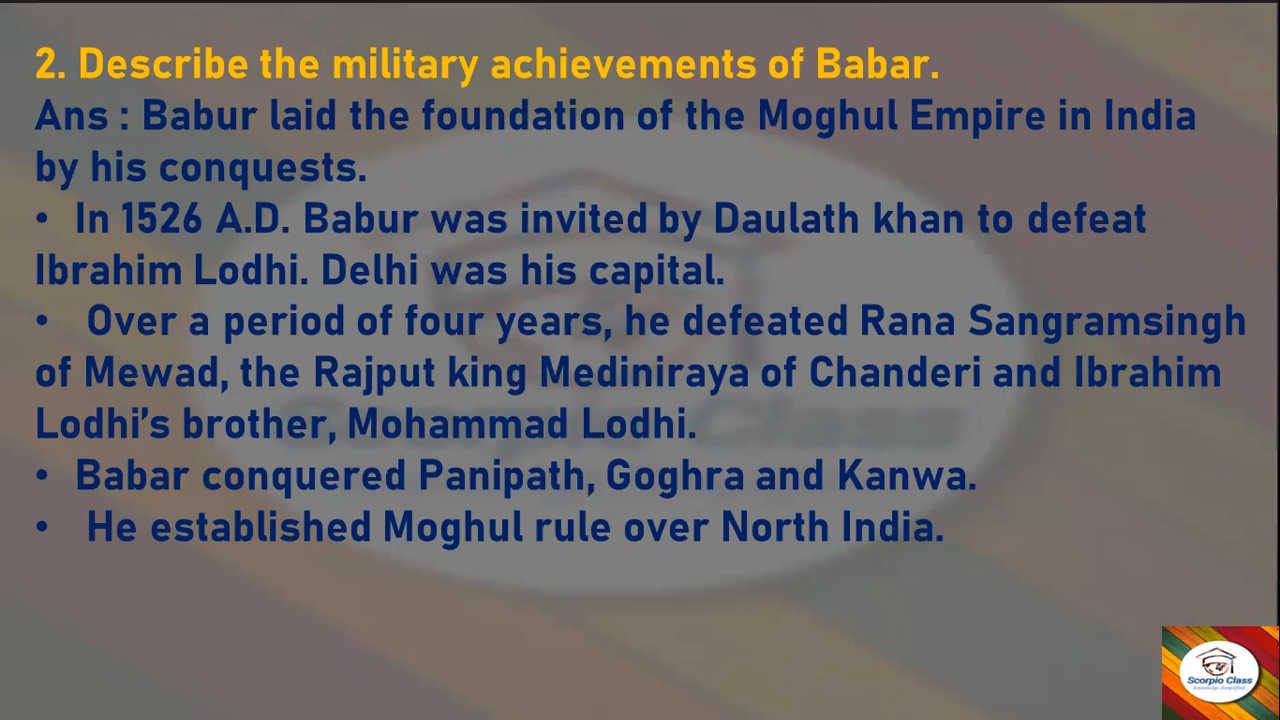 2. Describe the military achievements of Babar.
Ans : Babur laid the foundation of the Moghul Empire in India
by his conquests.
• In 1526 A.D. Babur was invited by Daulath khan to defeat
Ibrahim Lodhi. Delhi was his capital.
• Over a period of four years, he defeated Rana Sangramsingh
of Mewad, the Rajput king Mediniraya of Chanderi and Ibrahim
Lodhi's brother, Mohammad Lodhi.
• Babar conquered Panipath, Goghra and Kanwa.
• He established Moghul rule over North India.
Scorpio Class